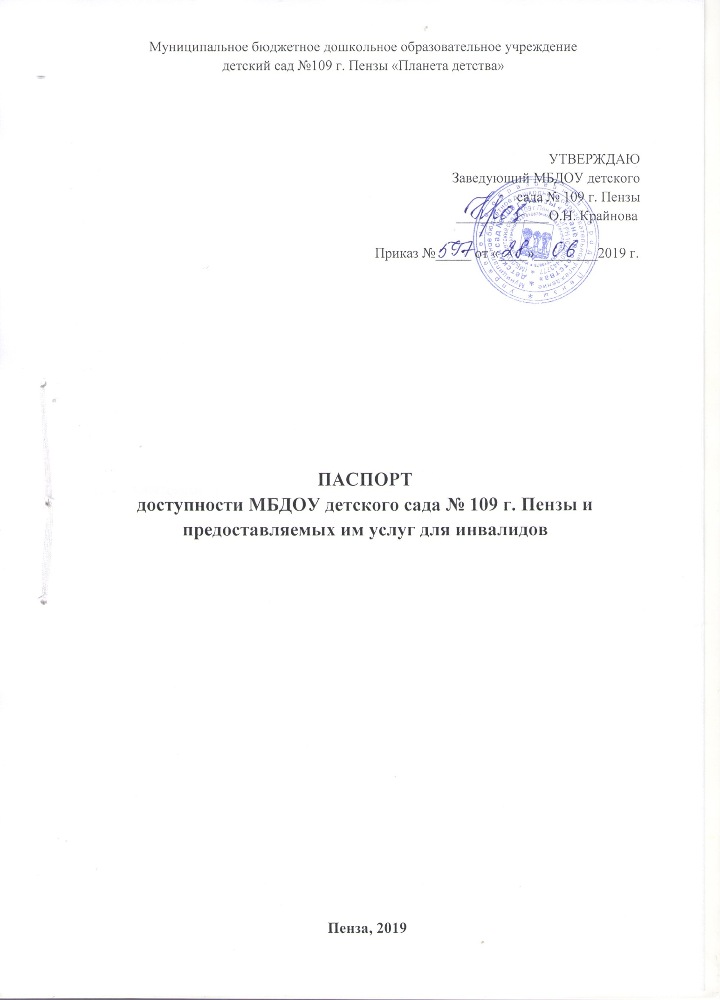 Муниципальное бюджетное дошкольное образовательное учреждение
детский сад №109 г. Пензы «Планета детства»
УТВЕРЖДАЮ
Заведующий МБДОУ детского
сада № 109 г. Пензы
О.Н. Крайнова
Приказ № 597 от « 28 » 06 2019 г.
ПАСПОРТ
доступности МБДОУ детского сада № 109 г. Пензы и
предоставляемых им услуг для инвалидов
Пенза, 2019